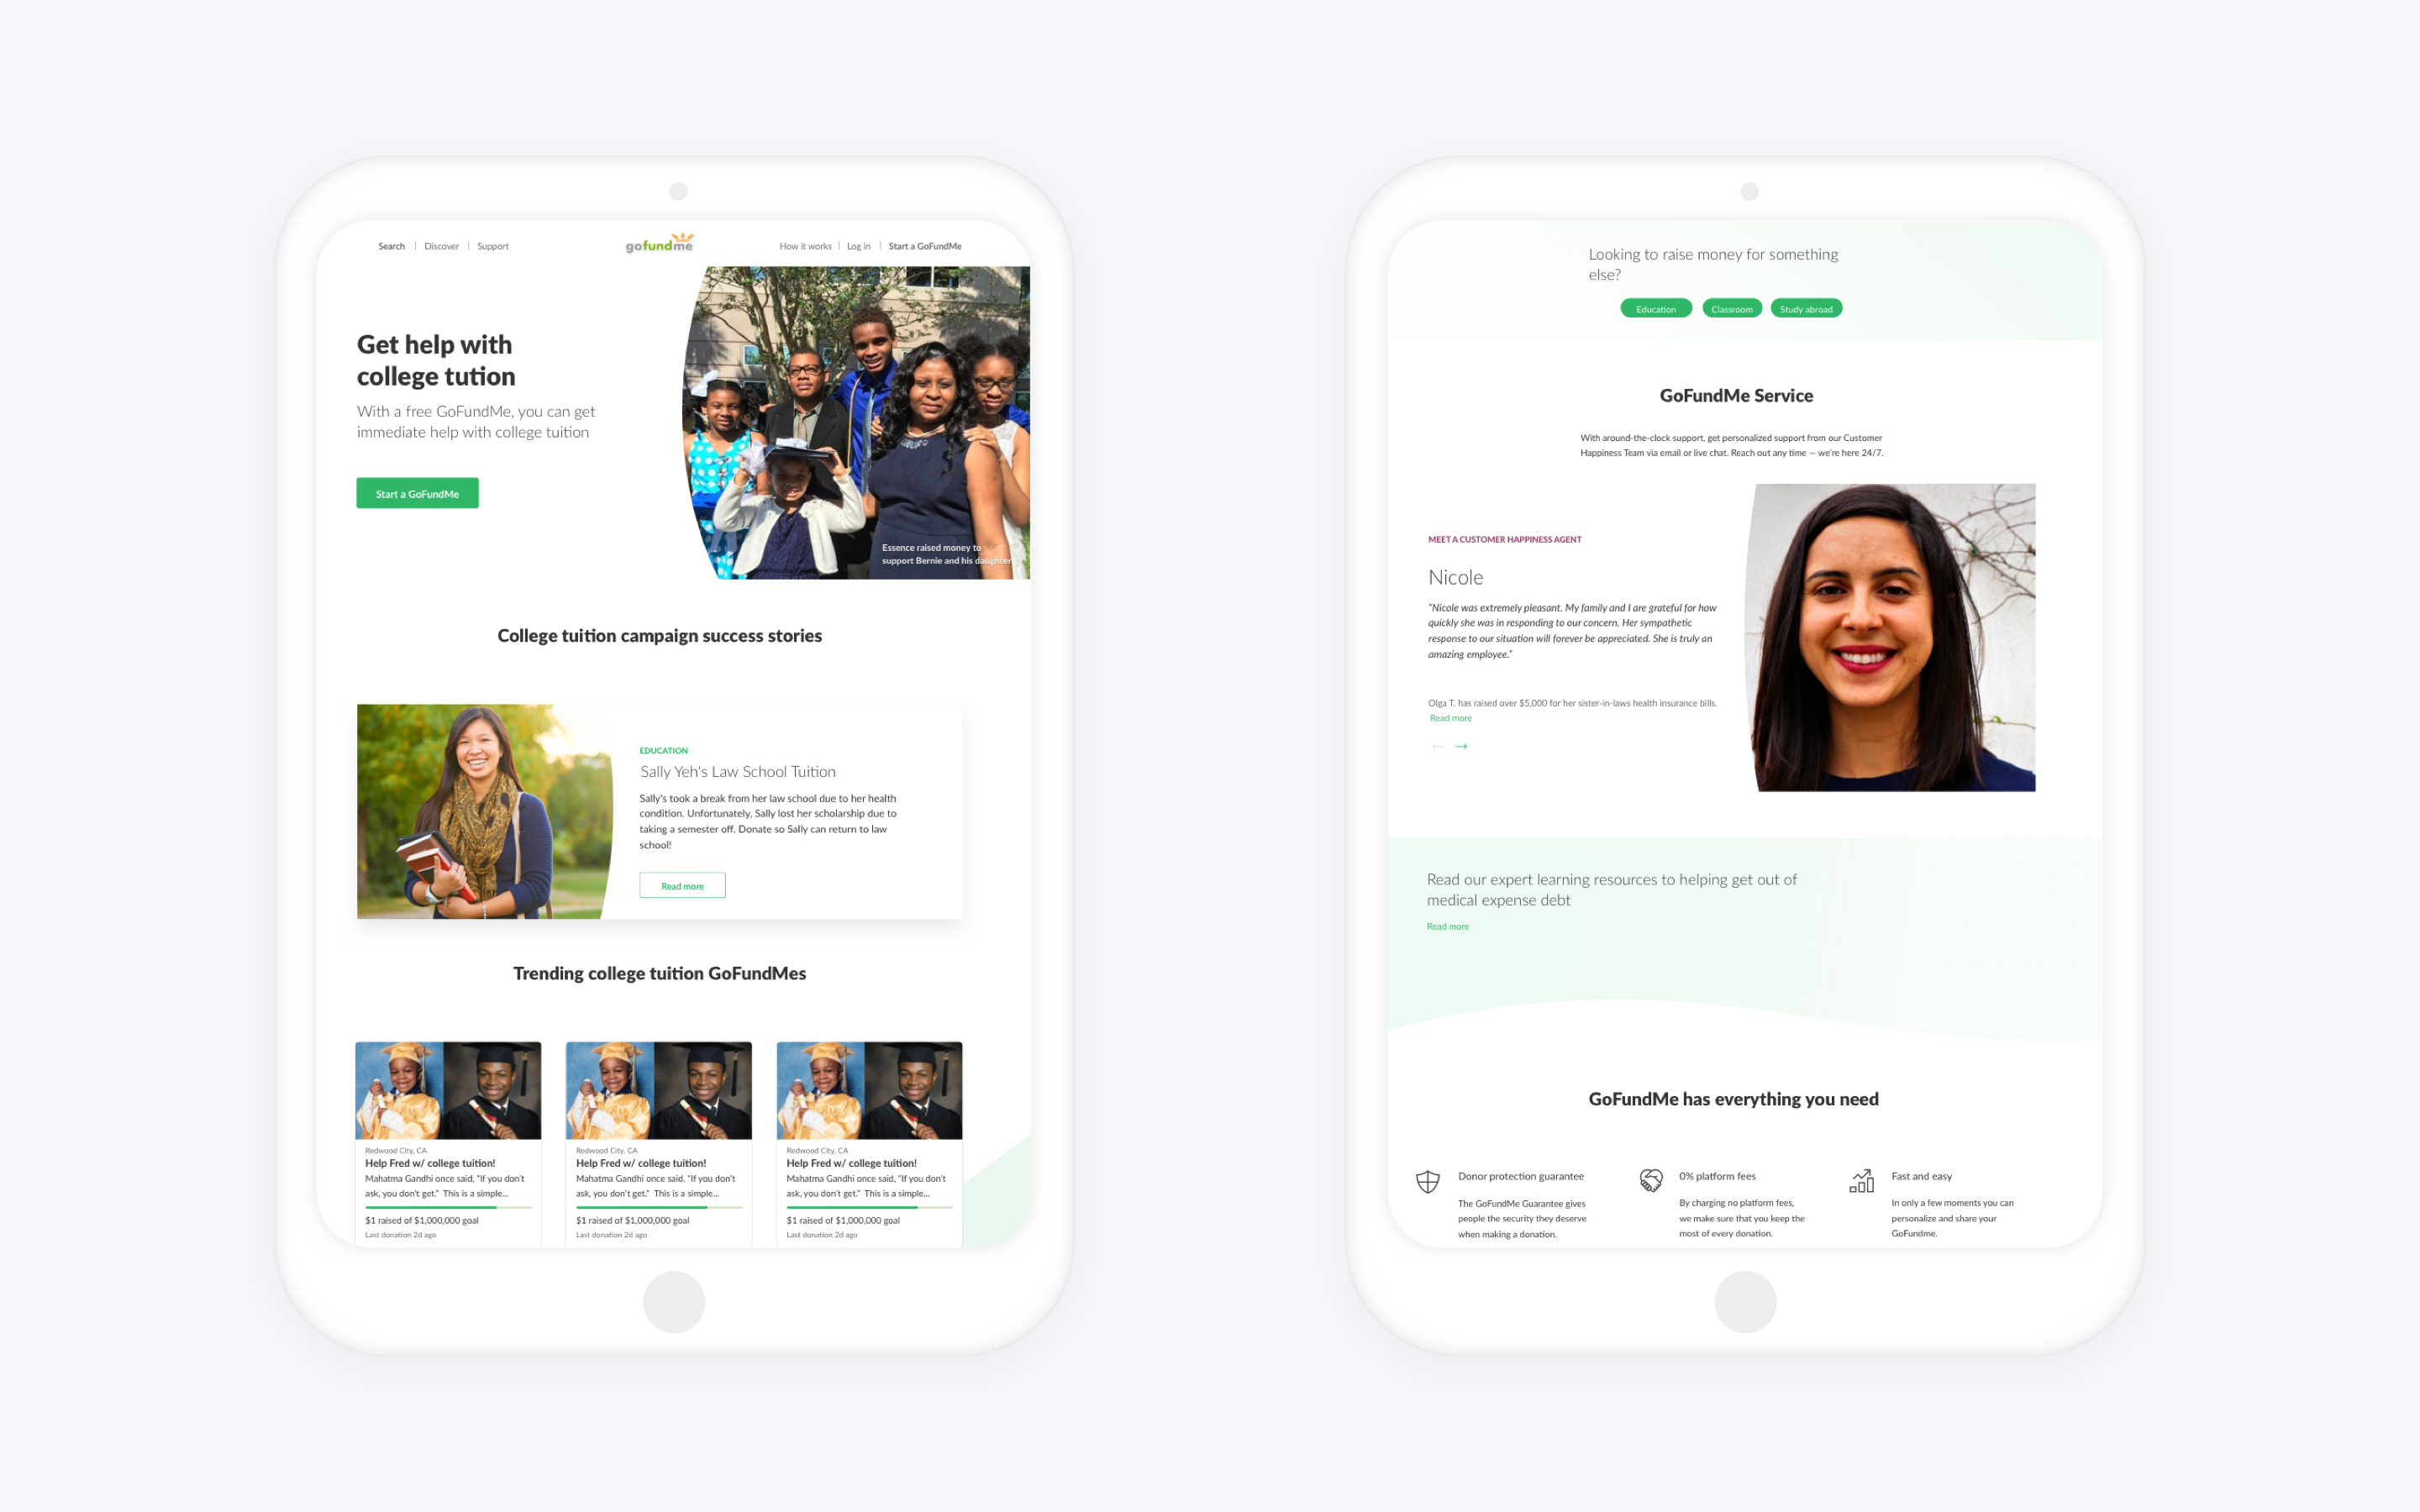 Search | Discover | Support
gofundme
How it works | Log in | Start a GoFundMe
Get help with
college tution
With a free GoFundMe, you can get
immediate help with college tuition
Start a GoFundMe
Essence raised money to
support Bernie and his daughter
College tuition campaign success stories
EDUCATION
Sally Yeh's Law School Tuition
Sally's took a break from her law school due to her health
condition. Unfortunately, Sally lost her scholarship due to
taking a semester off. Donate so Sally can return to law
school!
Read more
Trending college tuition GoFundMes
Redwood City, CA
Help Fred w/ college tuition!
Mahatma Gandhi once said, "If you don't
ask, you don't get." This is a simple...
$1 raised of $1,000,000 goal
Last donation 2d ago
Redwood City, CA
Help Fred w/ college tuition!
Mahatma Gandhi once said, "If you don't
ask, you don't get." This is a simple...
$1 raised of $1,000,000 goal
Last donation 2d ago
Redwood City, CA
Help Fred w/ college tuition!
Mahatma Gandhi once said, "If you don't
ask, you don't get." This is a simple...
$1 raised of $1,000,000 goal
Last donation 2d ago
Looking to raise money for something
else?
Education
Classroom
Study abroad
GoFundMe Service
With around-the-clock support, get personalized support from our Customer
Happiness Team via email or live chat. Reach out any time — we're here 24/7.
MEET A CUSTOMER HAPPINESS AGENT
Nicole
"Nicole was extremely pleasant. My family and I are grateful for how
quickly she was in responding to our concern. Her sympathetic
response to our situation will forever be appreciated. She is truly an
amazing employee."
Olga T. has raised over $5,000 for her sister-in-laws health insurance bills.
Read more
Read our expert learning resources to helping get out of
medical expense debt
Read more
GoFundMe has everything you need
Donor protection guarantee
The GoFundMe Guarantee gives
people the security they deserve
when making a donation.
0% platform fees
By charging no platform fees,
we make sure that you keep the
most of every donation.
Fast and easy
In only a few moments you can
personalize and share your
GoFundme.